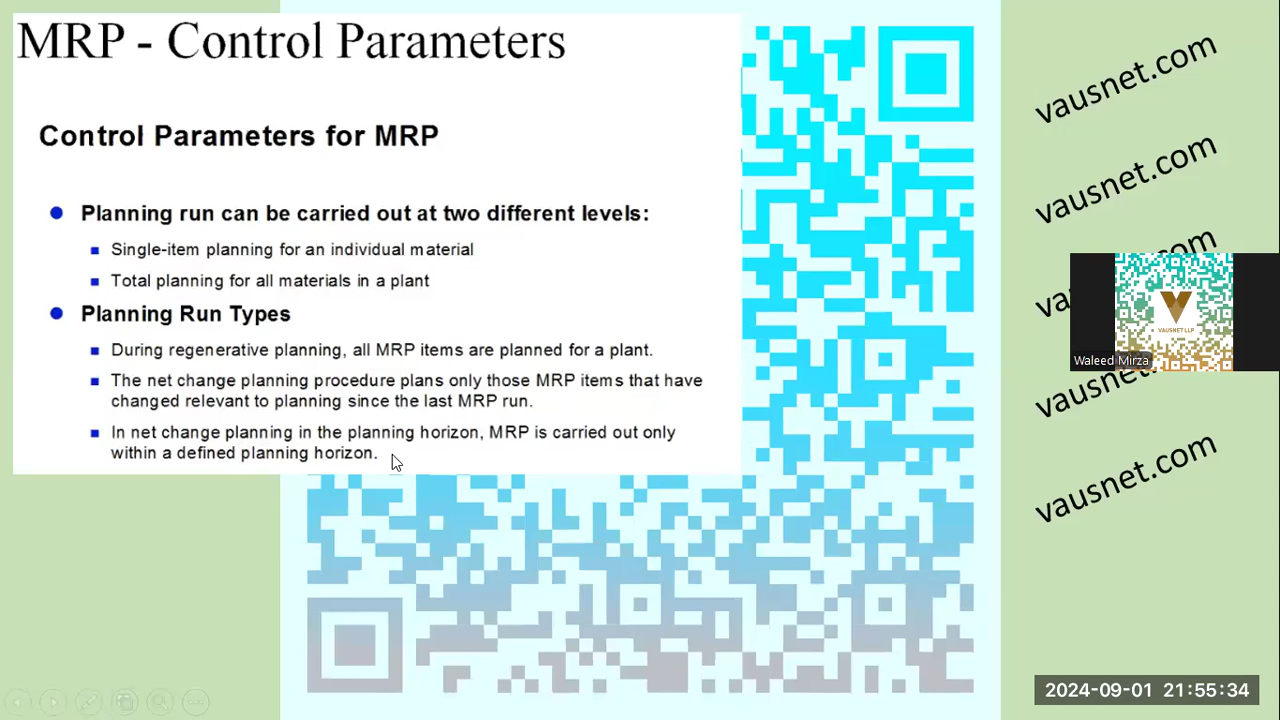 MRP - Control Parameters
Control Parameters for MRP
Planning run can be carried out at two different levels:
Single-item planning for an individual material
Total planning for all materials in a plant
Planning Run Types
During regenerative planning, all MRP items are planned for a plant.
The net change planning procedure plans only those MRP items that have
changed relevant to planning since the last MRP run.
In net change planning in the planning horizon, MRP is carried out only
within a defined planning horizon.
vausnet.com
vausnet.com
vausnet.com
vausnet.com
VAUSNET LLP
Waleed Mirza
2024-09-01 21:55:34